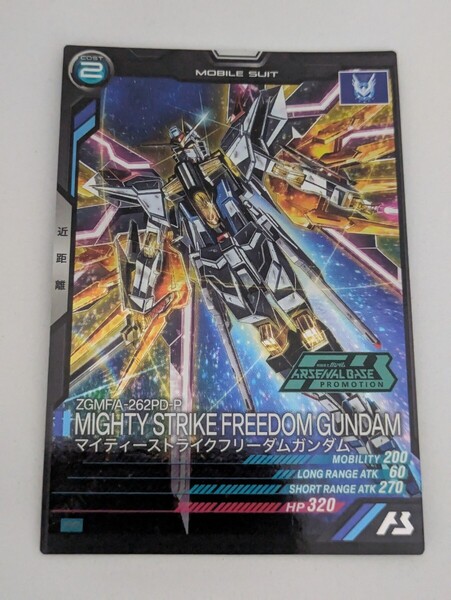 COST
2
MOBILE SUIT
近距離
ARSENAL BASE
PROMOTION
ZGMF/A-262PD-P
MIGHTY STRIKE FREEDOM GUNDAM
マイティーストライクフリーダムガンダム
MOBILITY 200
LONG RANGE ATK 60
SHORT RANGE ATK 270
HP 320